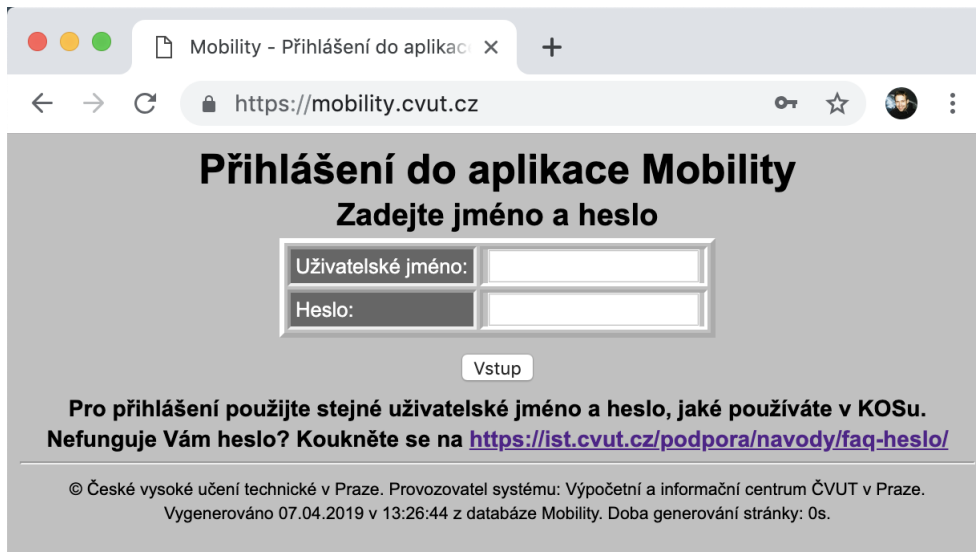 Mobility - Přihlášení do aplikac
https://mobility.cvut.cz
Přihlášení do aplikace Mobility
Zadejte jméno a heslo
Uživatelské jméno:
Heslo:
Vstup
Pro přihlášení použijte stejné uživatelské jméno a heslo, jaké používáte v KOSu.
Nefunguje Vám heslo? Koukněte se na https://ist.cvut.cz/podpora/navody/faq-heslo/
© České vysoké učení technické v Praze. Provozovatel systému: Výpočetní a informační centrum ČVUT v Praze.
Vygenerováno 07.04.2019 v 13:26:44 z databáze Mobility. Doba generování stránky: 0s.